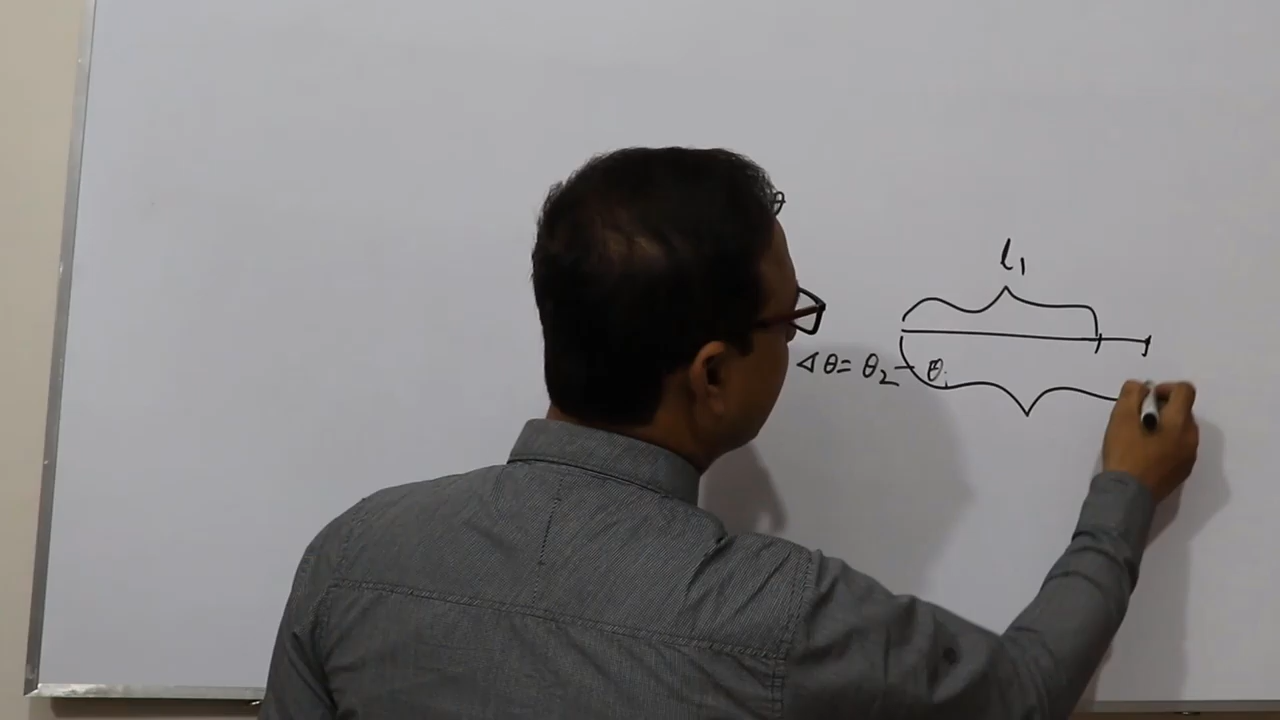 l₁
Δθ = θ₂ - θ₁